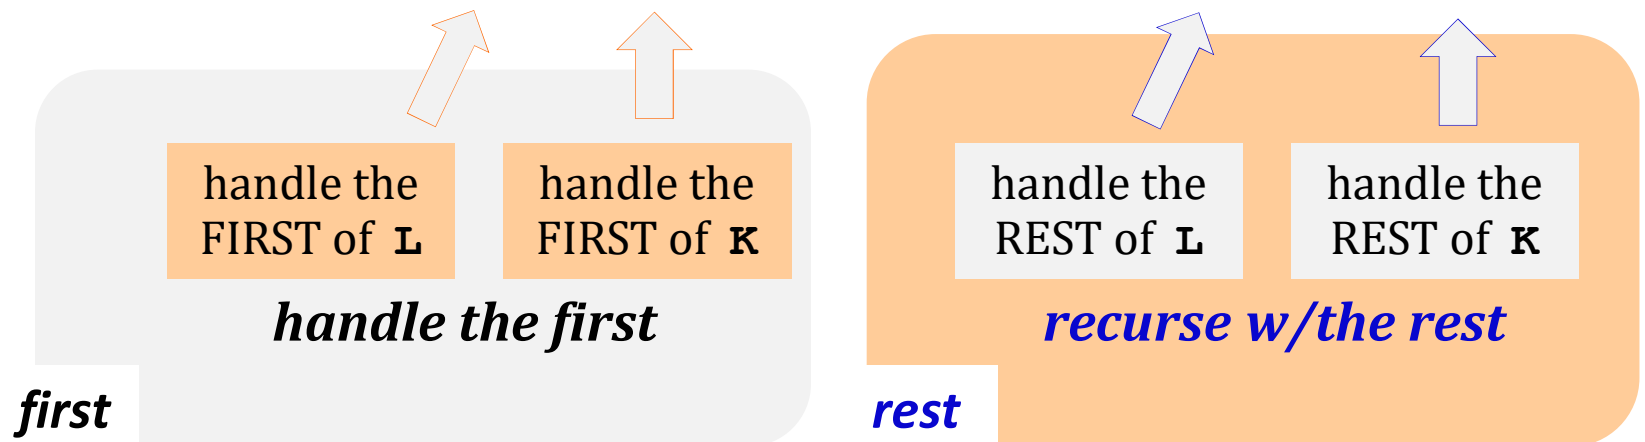 handle the
FIRST of L
handle the
FIRST of K
handle the first
first
handle the
REST of L
handle the
REST of K
recurse w/the rest
rest